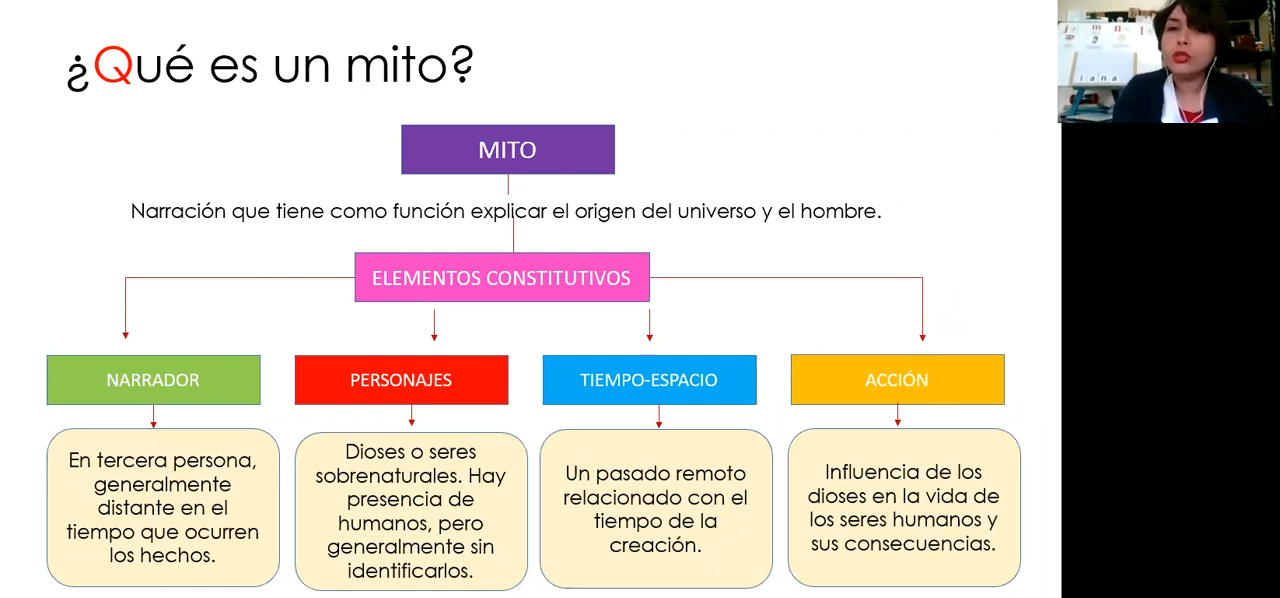 ¿Qué es un mito?
MITO
Narración que tiene como función explicar el origen del universo y el hombre.
ELEMENTOS CONSTITUTIVOS
NARRADOR
En tercera persona,
generalmente
distante en el
tiempo que ocurren
los hechos.
PERSONAJES
Dioses o seres
sobrenaturales. Hay
presencia de
humanos, pero
generalmente sin
identificarlos.
TIEMPO-ESPACIO
Un pasado remoto
relacionado con el
tiempo de la
creación.
ACCIÓN
Influencia de los
dioses en la vida de
los seres humanos y
sus consecuencias.
l a n a